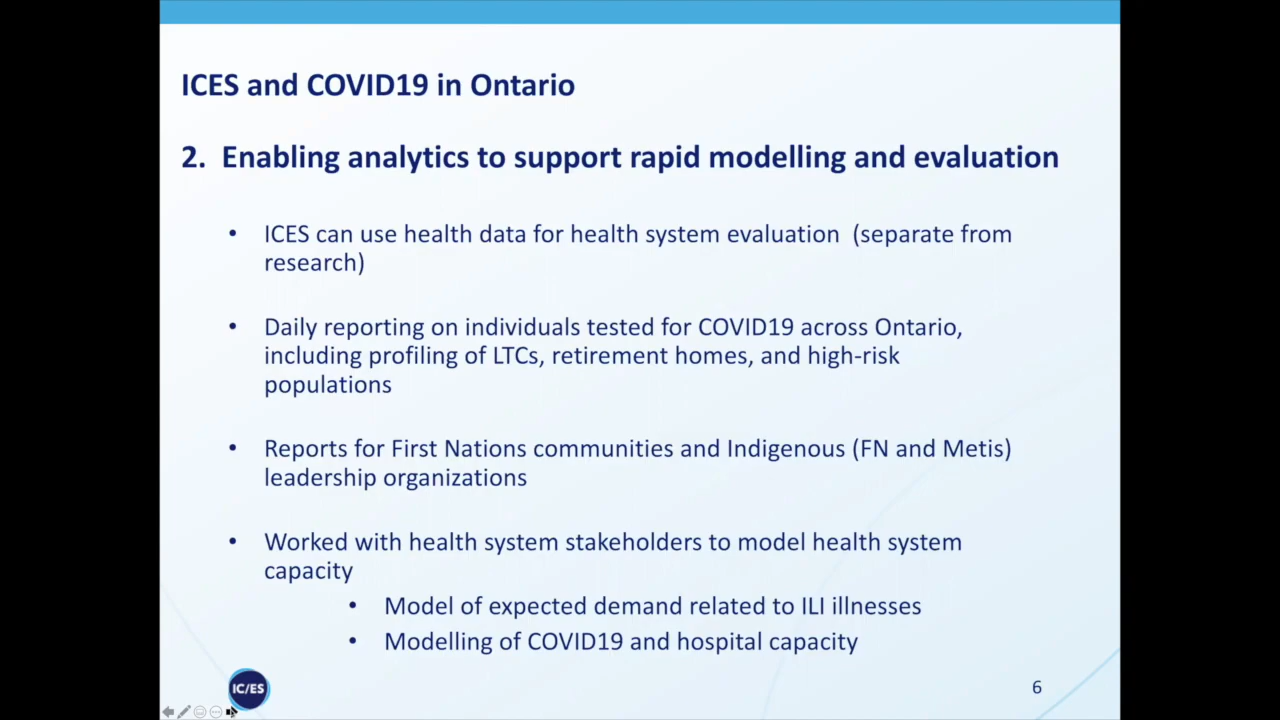 ICES and COVID19 in Ontario
2. Enabling analytics to support rapid modelling and evaluation
• ICES can use health data for health system evaluation (separate from
research)
• Daily reporting on individuals tested for COVID19 across Ontario,
including profiling of LTCs, retirement homes, and high-risk
populations
• Reports for First Nations communities and Indigenous (FN and Metis)
leadership organizations
• Worked with health system stakeholders to model health system
capacity
• Model of expected demand related to ILI illnesses
• Modelling of COVID19 and hospital capacity
IC/ES
6